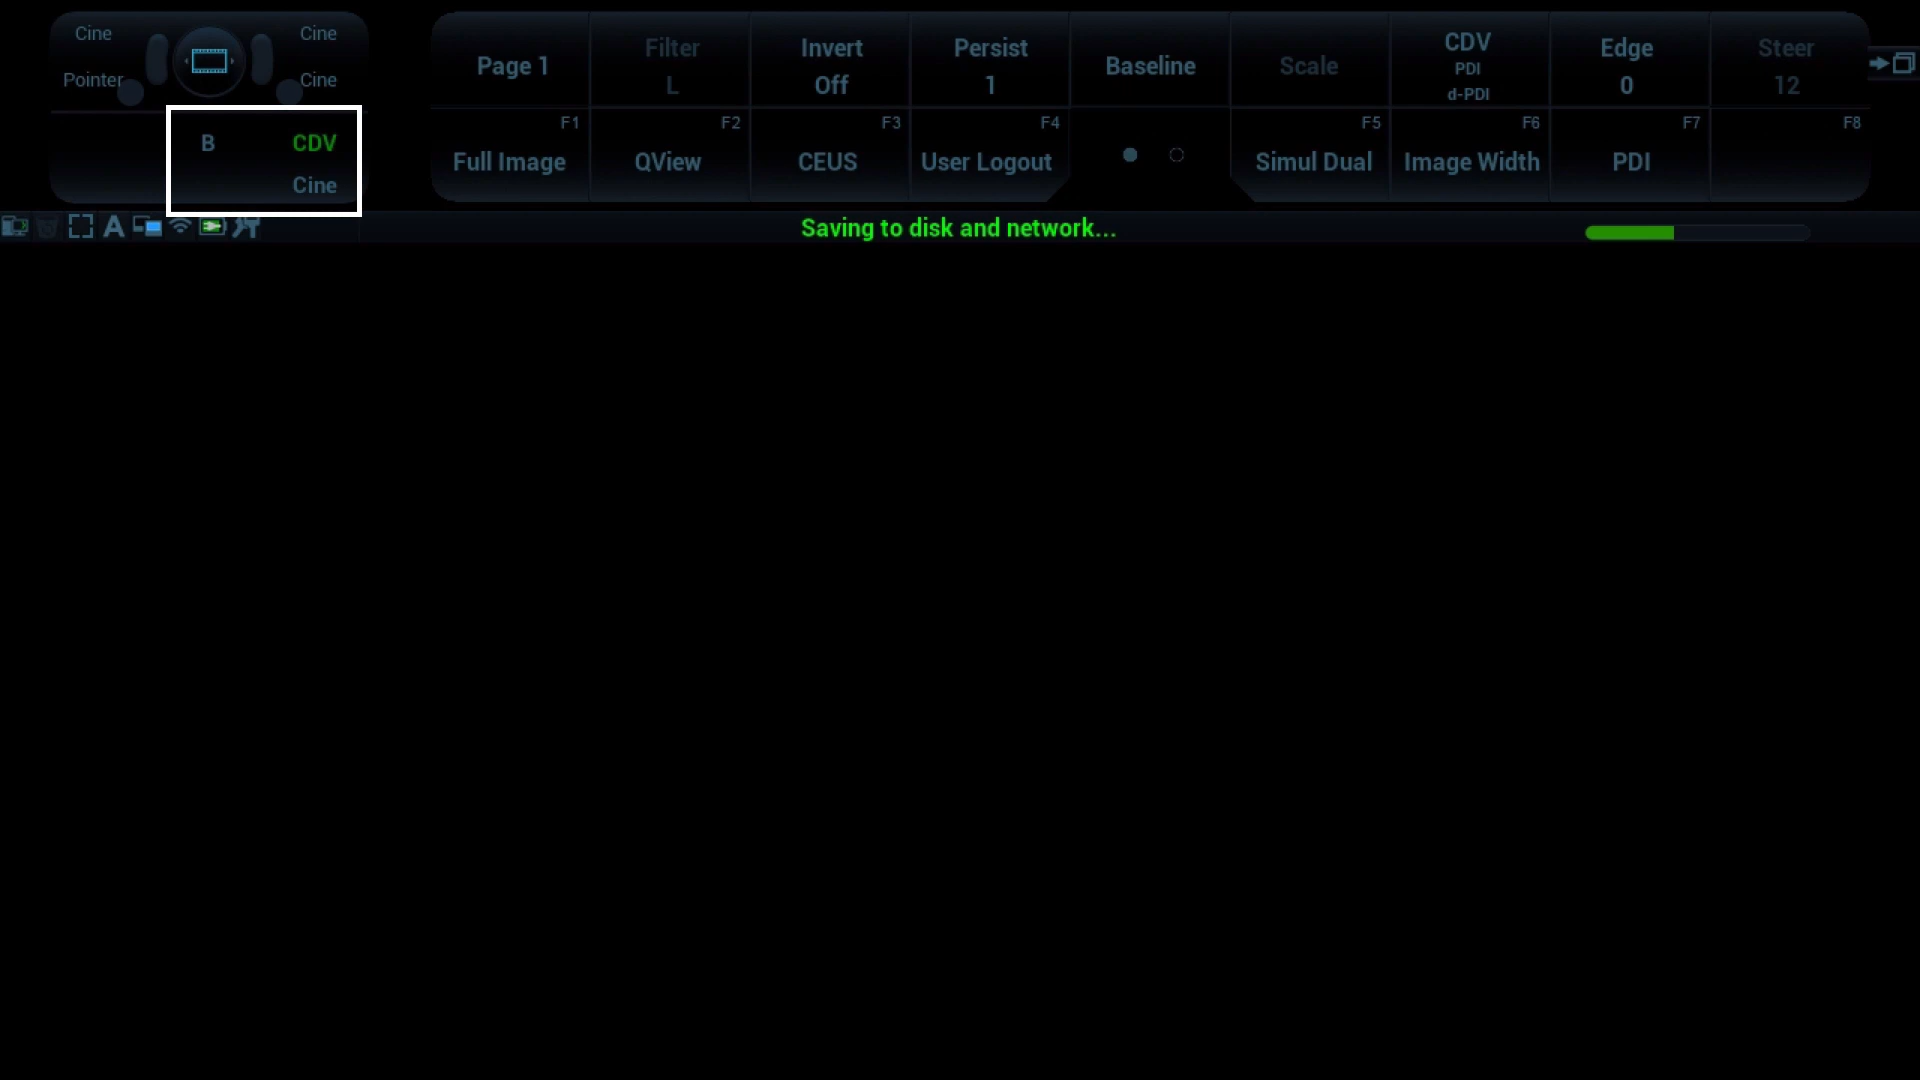 Cine Cine
Pointer Cine
B CDV
Cine
Page 1
Filter
L
Invert
Off
Persist
1
Baseline
Scale
CDV
PDI
d-PDI
Edge
0
Steer
12
F1
Full Image
F2
QView
F3
CEUS
F4
User Logout
F5
Simul Dual
F6
Image Width
F7
PDI
F8
A
Saving to disk and network...